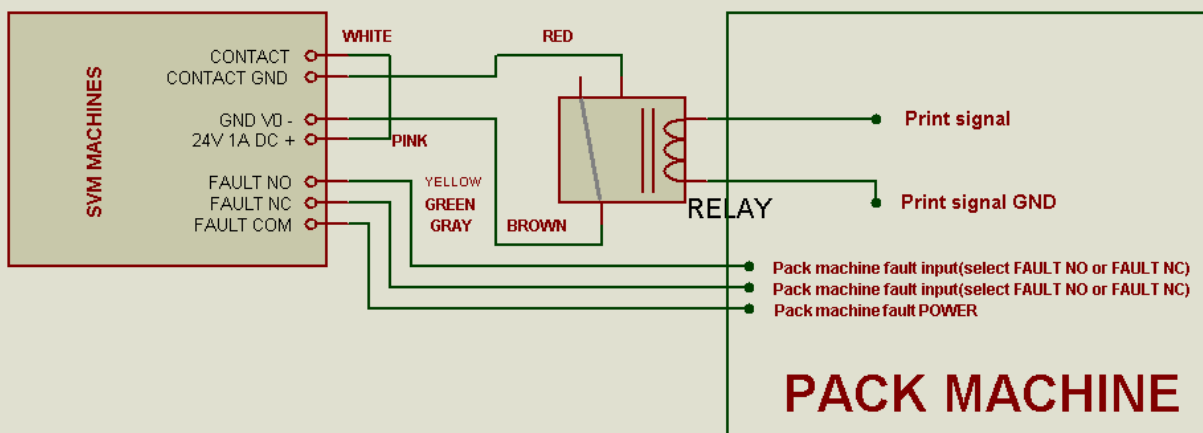 WHITE
RED
CONTACT
CONTACT GND
GND V0 -
24V 1A DC +
PINK
SVM MACHINES
FAULT NO
FAULT NC
FAULT COM
YELLOW
GREEN
GRAY
BROWN
RELAY
Print signal
Print signal GND
Pack machine fault input(select FAULT NO or FAULT NC)
Pack machine fault input(select FAULT NO or FAULT NC)
Pack machine fault POWER
PACK MACHINE